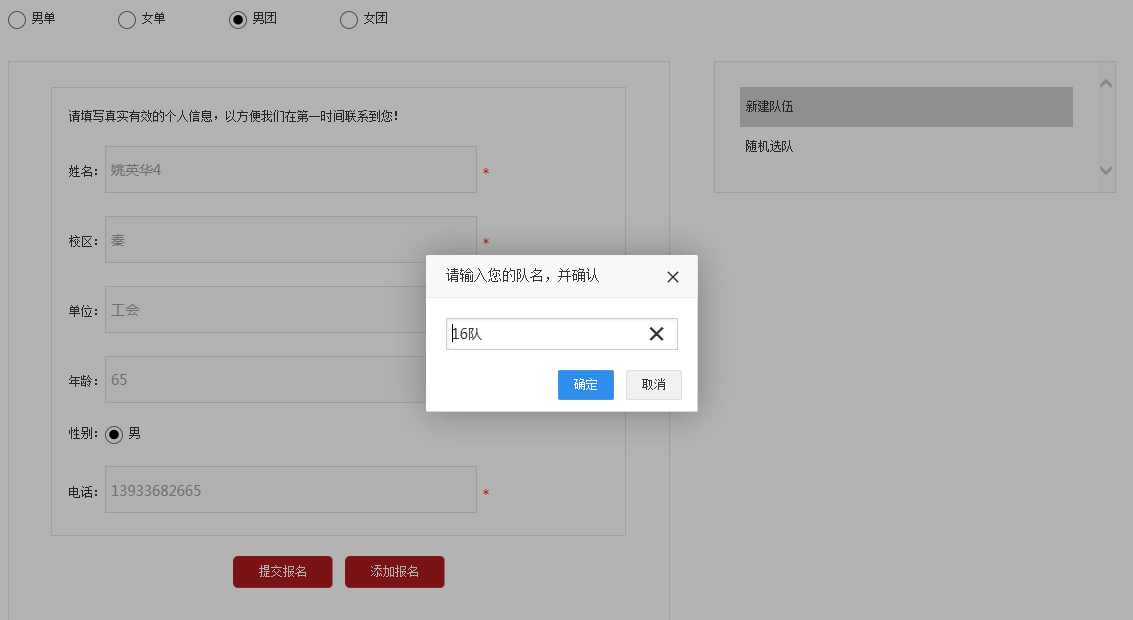 男单 女单 男团 女团
请填写真实有效的个人信息，以方便我们在第一时间联系到您！
姓名： 姚英华4 *
校区： 秦 *
单位： 工会
年龄： 65
性别： 男
电话： 13933682665 *
提交报名 添加报名
新建队伍
随机选队
请输入您的队名，并确认
16队
确定 取消